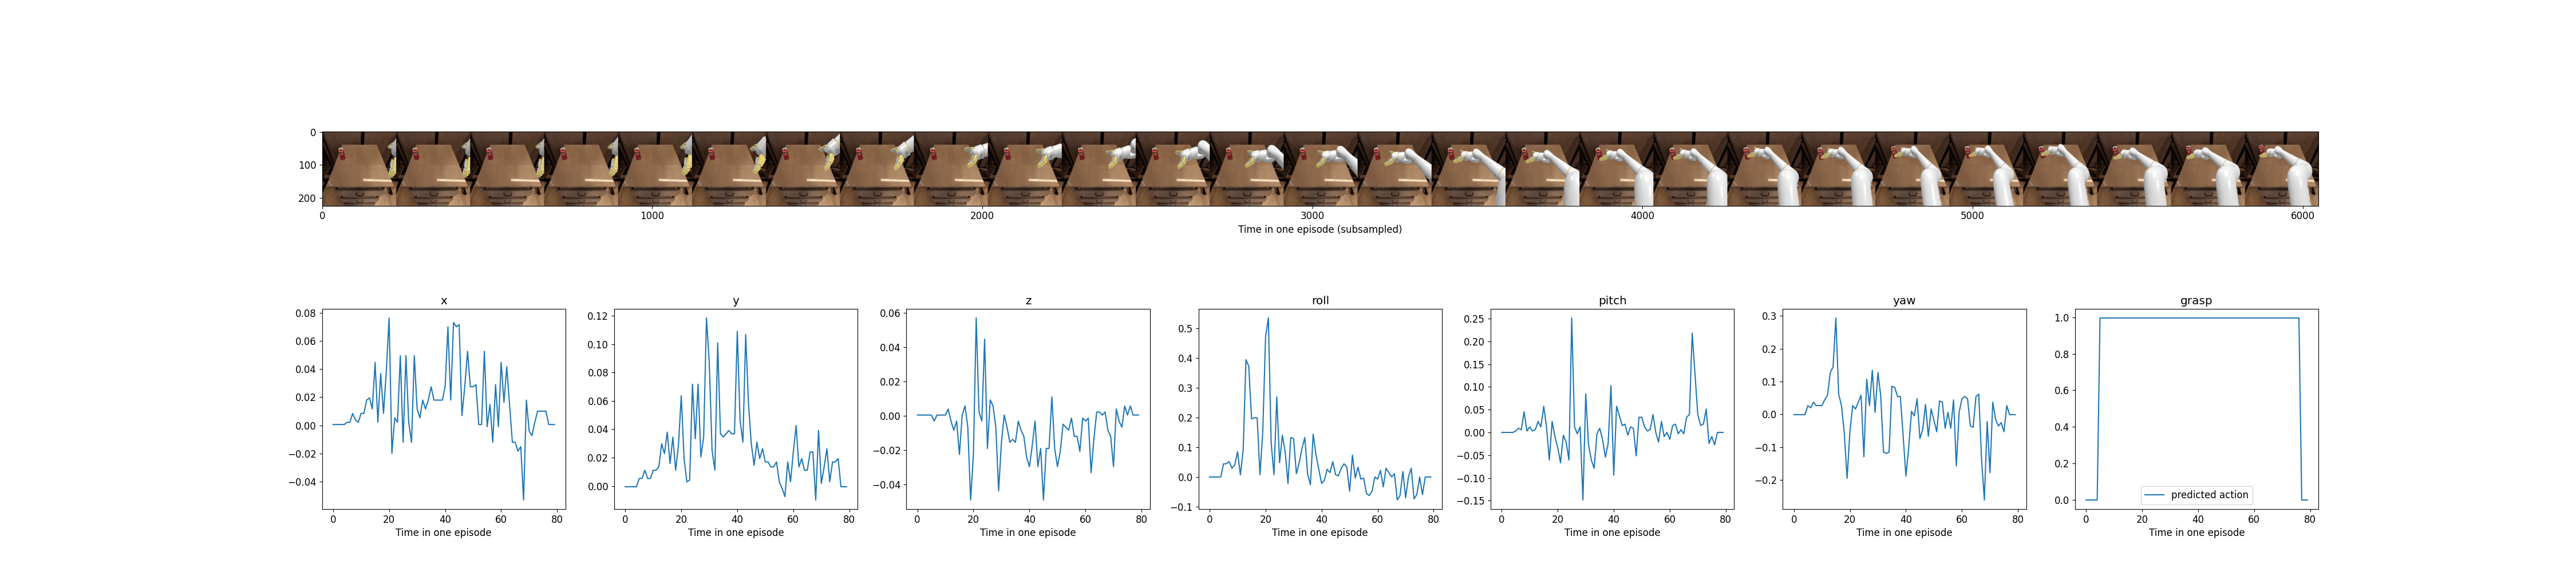 0
100
200
0 1000 2000 3000 4000 5000 6000
Time in one episode (subsampled)
x
0.08
0.06
0.04
0.02
0.00
−0.02
−0.04
0 20 40 60 80
Time in one episode
y
0.12
0.10
0.08
0.06
0.04
0.02
0.00
0 20 40 60 80
Time in one episode
z
0.06
0.04
0.02
0.00
−0.02
−0.04
0 20 40 60 80
Time in one episode
roll
0.5
0.4
0.3
0.2
0.1
0.0
−0.1
0 20 40 60 80
Time in one episode
pitch
0.25
0.20
0.15
0.10
0.05
0.00
−0.05
−0.10
−0.15
0 20 40 60 80
Time in one episode
yaw
0.3
0.2
0.1
0.0
−0.1
−0.2
0 20 40 60 80
Time in one episode
grasp
1.0
0.8
0.6
0.4
0.2
0.0
predicted action
0 20 40 60 80
Time in one episode